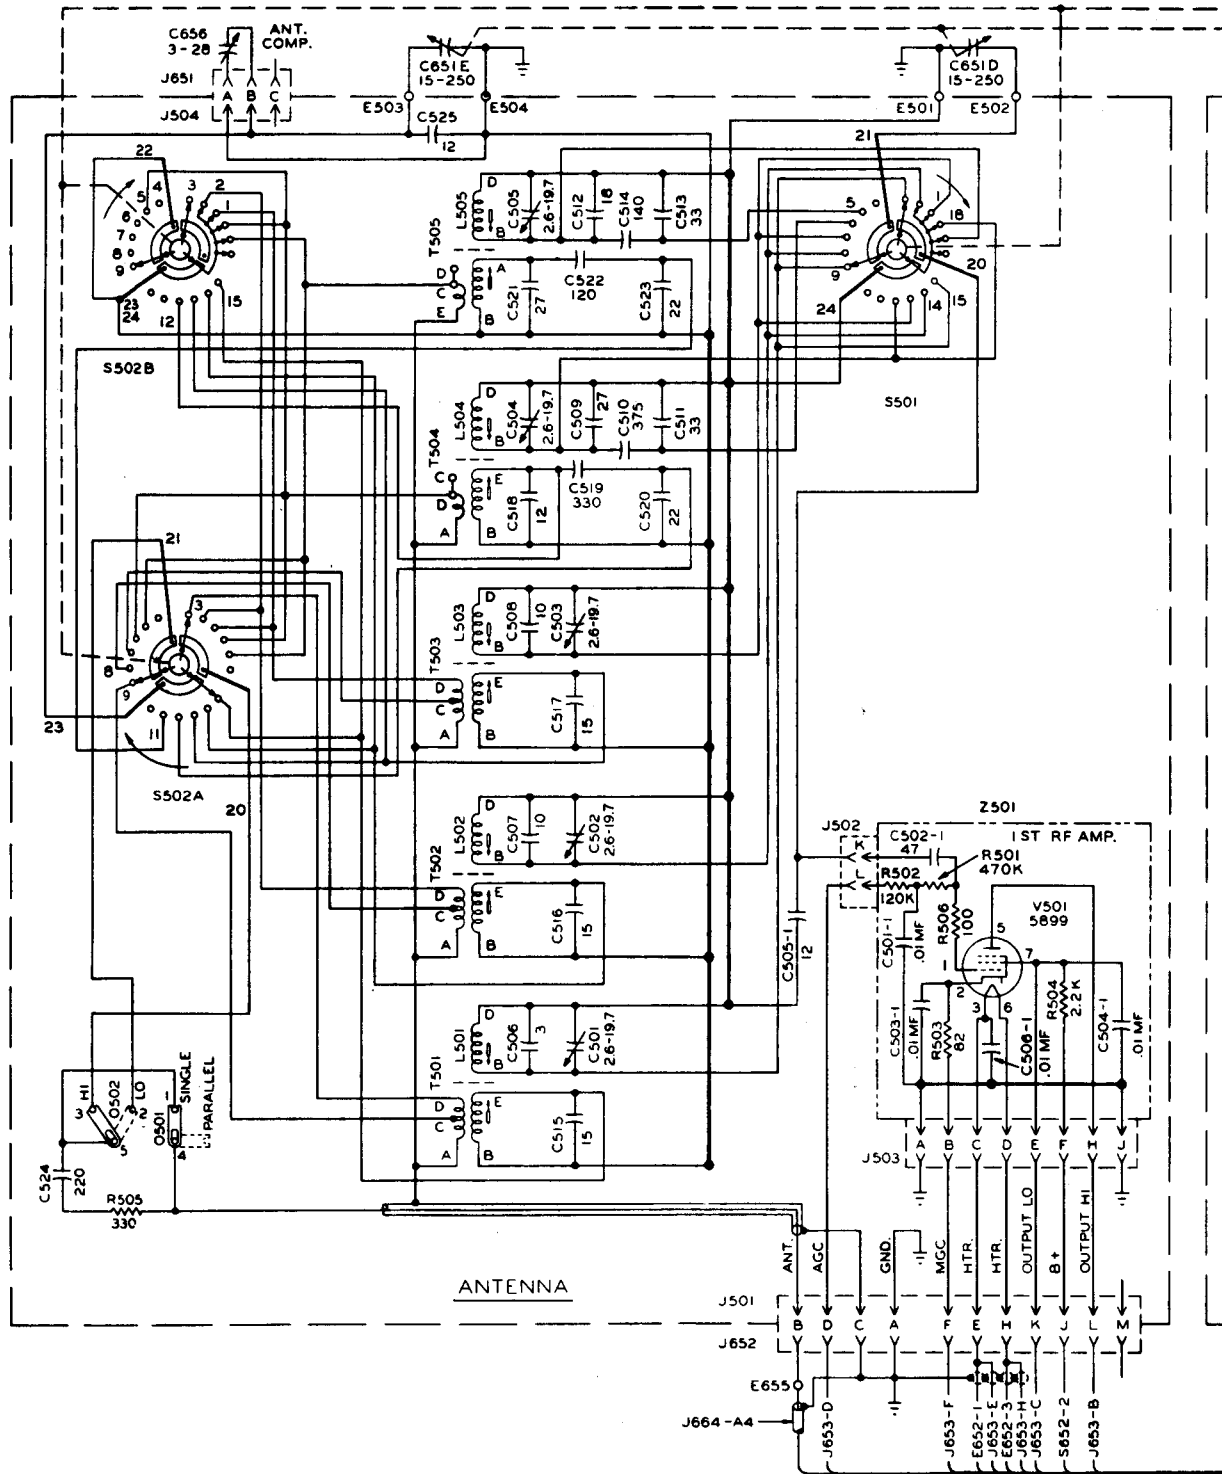 C656
3-28
ANT.
COMP.
J651
A
B
C
J504
C651E
15-250
E503
E504
C525
12
C651D
15-250
E501
E502
22
5
4
3
2
1
6
7
8
9
23
24
12
15
S502B
21
5
1
18
9
20
24
14
15
S501
L505
D
B
C505
2.6-19.7
C512
18
C514
140
C513
33
T505
D
C
E
A
B
C521
27
C522
120
C523
22
L504
D
B
C504
2.6-19.7
C509
27
C510
375
C511
33
T504
C
D
A
E
B
C518
12
C519
330
C520
22
21
3
8
9
23
11
S502A
20
L503
D
B
C508
10
C503
2.6-19.7
T503
D
C
A
E
B
C517
15
L502
D
B
C507
10
C502
2.6-19.7
T502
D
C
A
E
B
C516
15
L501
D
B
C506
3
C501
2.6-19.7
T501
D
C
A
E
B
C515
15
C505-1
12
Z501
1ST RF AMP.
J502
K
L
C502-1
47
R501
470K
R502
120K
R506
100
C501-1
.01 MF
V501
5899
5
1
7
2
3
6
C503-1
.01 MF
R503
82
C506-1
.01 MF
R504
2.2K
C504-1
.01 MF
J503
A
B
C
D
E
F
H
J
HI
3
O502
LO
2
5
O501
1
SINGLE
PARALLEL
4
C524
220
R505
330
ANTENNA
ANT.
AGC
GND.
MGC
HTR.
HTR.
OUTPUT LO
B+
OUTPUT HI
J501
B
D
C
A
F
E
H
K
J
L
M
J652
E655
J664-A4
J653-D
J653-F
E652-1
J653-E
E652-3
J653-H
J653-C
S652-2
J653-B